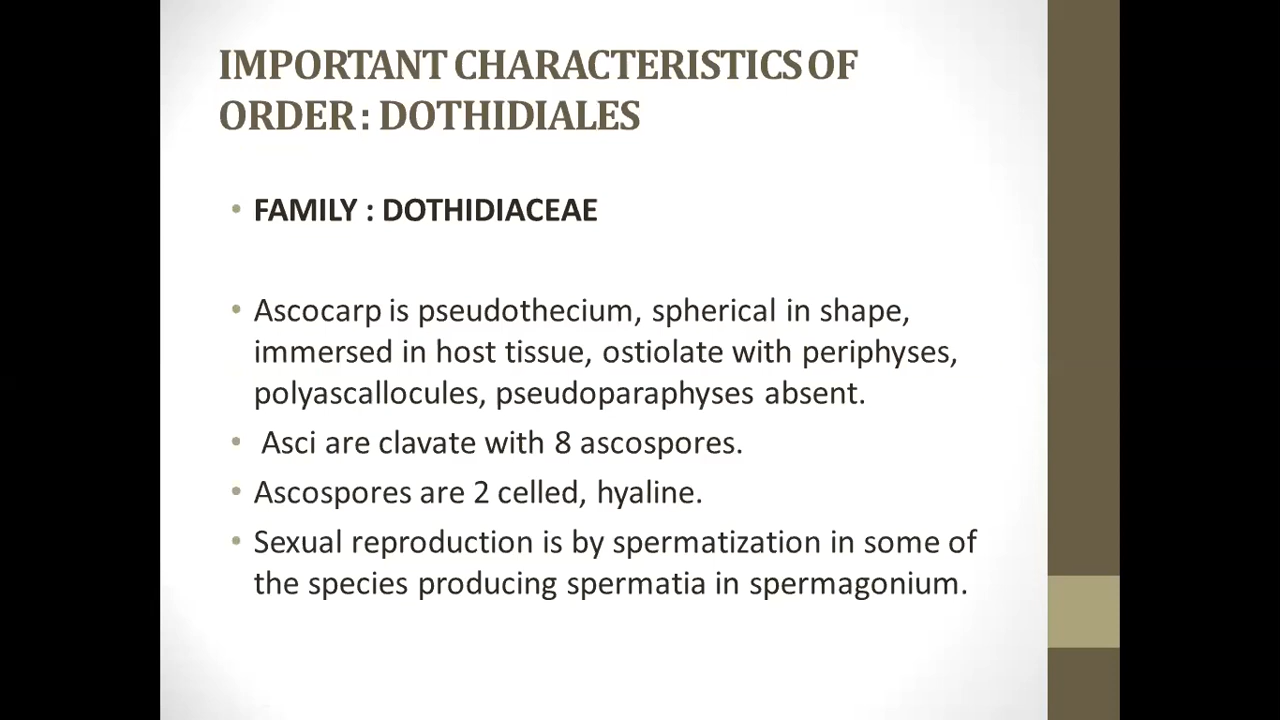 IMPORTANT CHARACTERISTICS OF
ORDER : DOTHIDIALES
• FAMILY : DOTHIDIACEAE
• Ascocarp is pseudothecium, spherical in shape,
immersed in host tissue, ostiolate with periphyses,
polyascallocules, pseudoparaphyses absent.
• Asci are clavate with 8 ascospores.
• Ascospores are 2 celled, hyaline.
• Sexual reproduction is by spermatization in some of
the species producing spermatia in spermagonium.